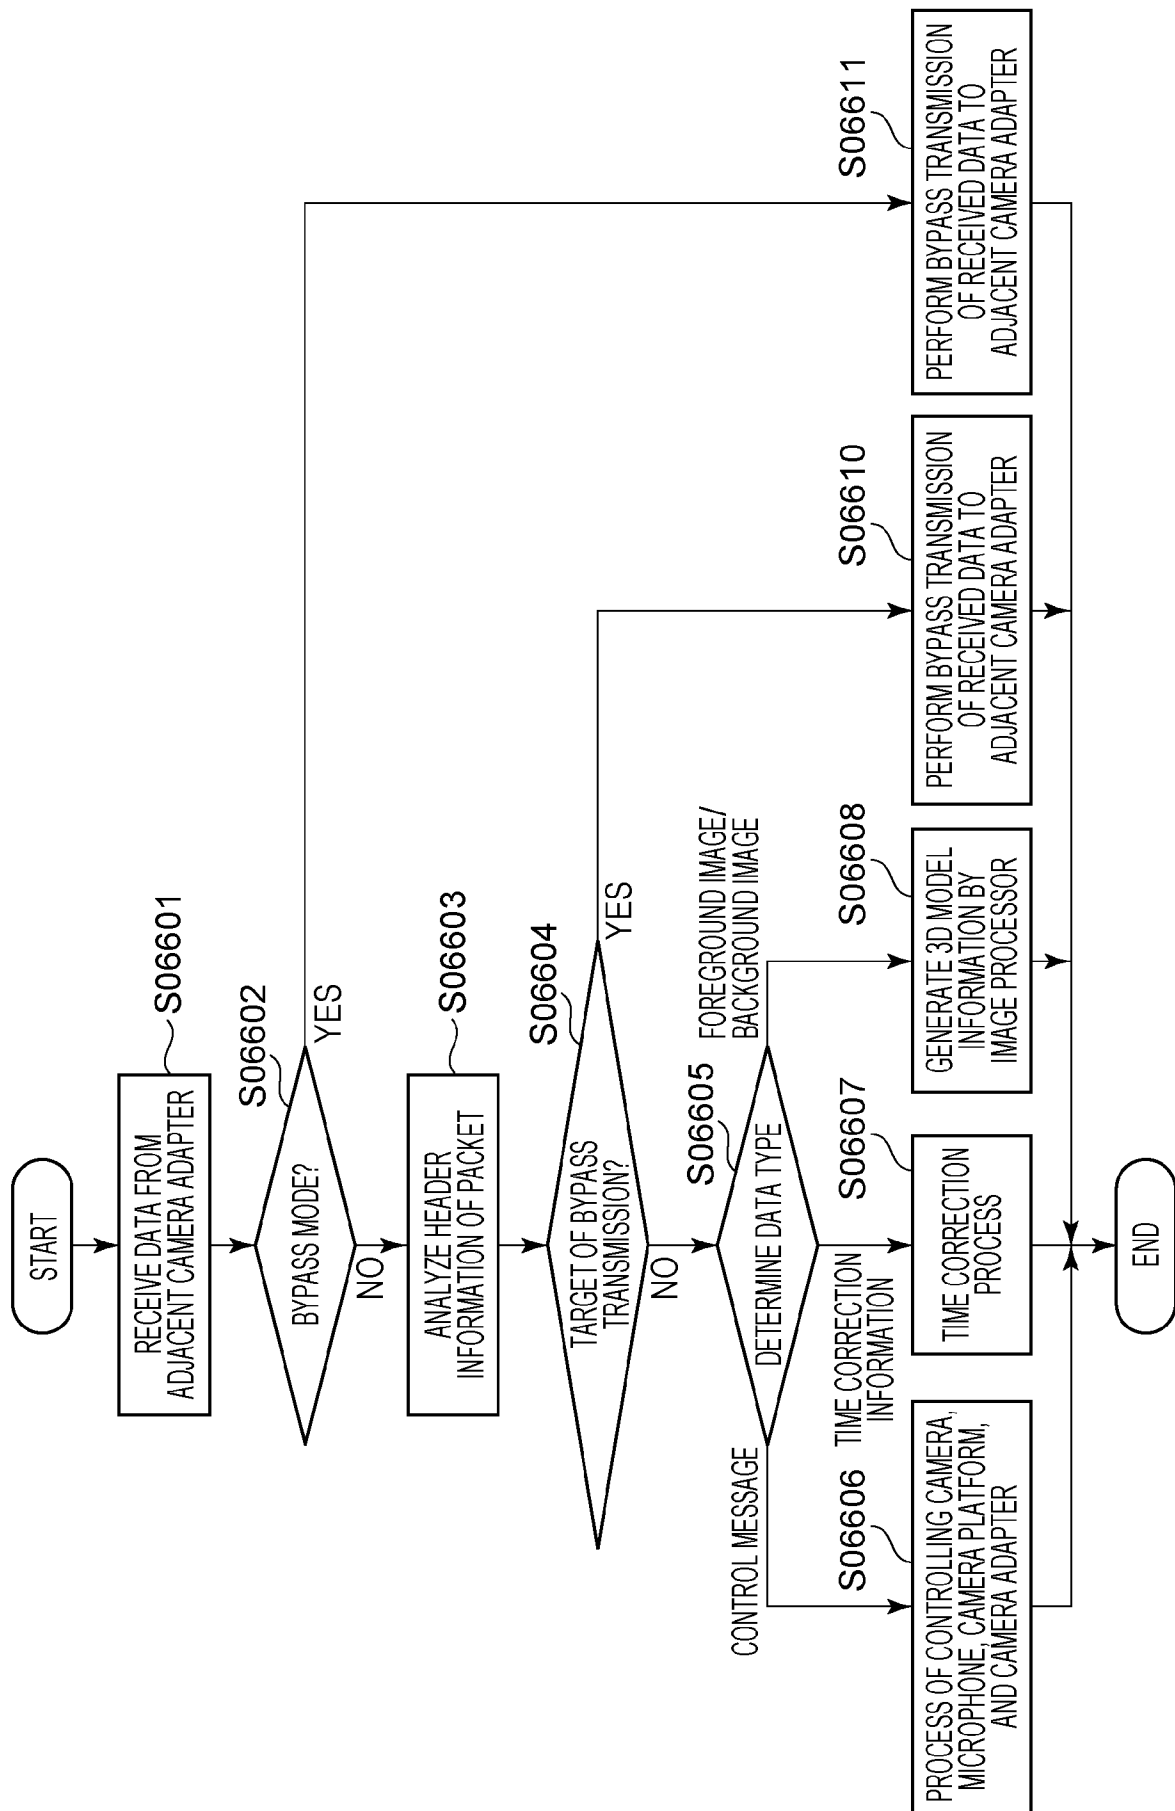 START
RECEIVE DATA FROM
ADJACENT CAMERA ADAPTER
S06601
BYPASS MODE?
S06602
YES
NO
ANALYZE HEADER
INFORMATION OF PACKET
S06603
TARGET OF BYPASS
TRANSMISSION?
S06604
YES
NO
DETERMINE DATA TYPE
S06605
CONTROL MESSAGE
TIME CORRECTION
INFORMATION
FOREGROUND IMAGE/
BACKGROUND IMAGE
S06606
PROCESS OF CONTROLLING CAMERA,
MICROPHONE, CAMERA PLATFORM,
AND CAMERA ADAPTER
S06607
TIME CORRECTION
PROCESS
S06608
GENERATE 3D MODEL
INFORMATION BY
IMAGE PROCESSOR
S06610
PERFORM BYPASS TRANSMISSION
OF RECEIVED DATA TO
ADJACENT CAMERA ADAPTER
S06611
PERFORM BYPASS TRANSMISSION
OF RECEIVED DATA TO
ADJACENT CAMERA ADAPTER
END